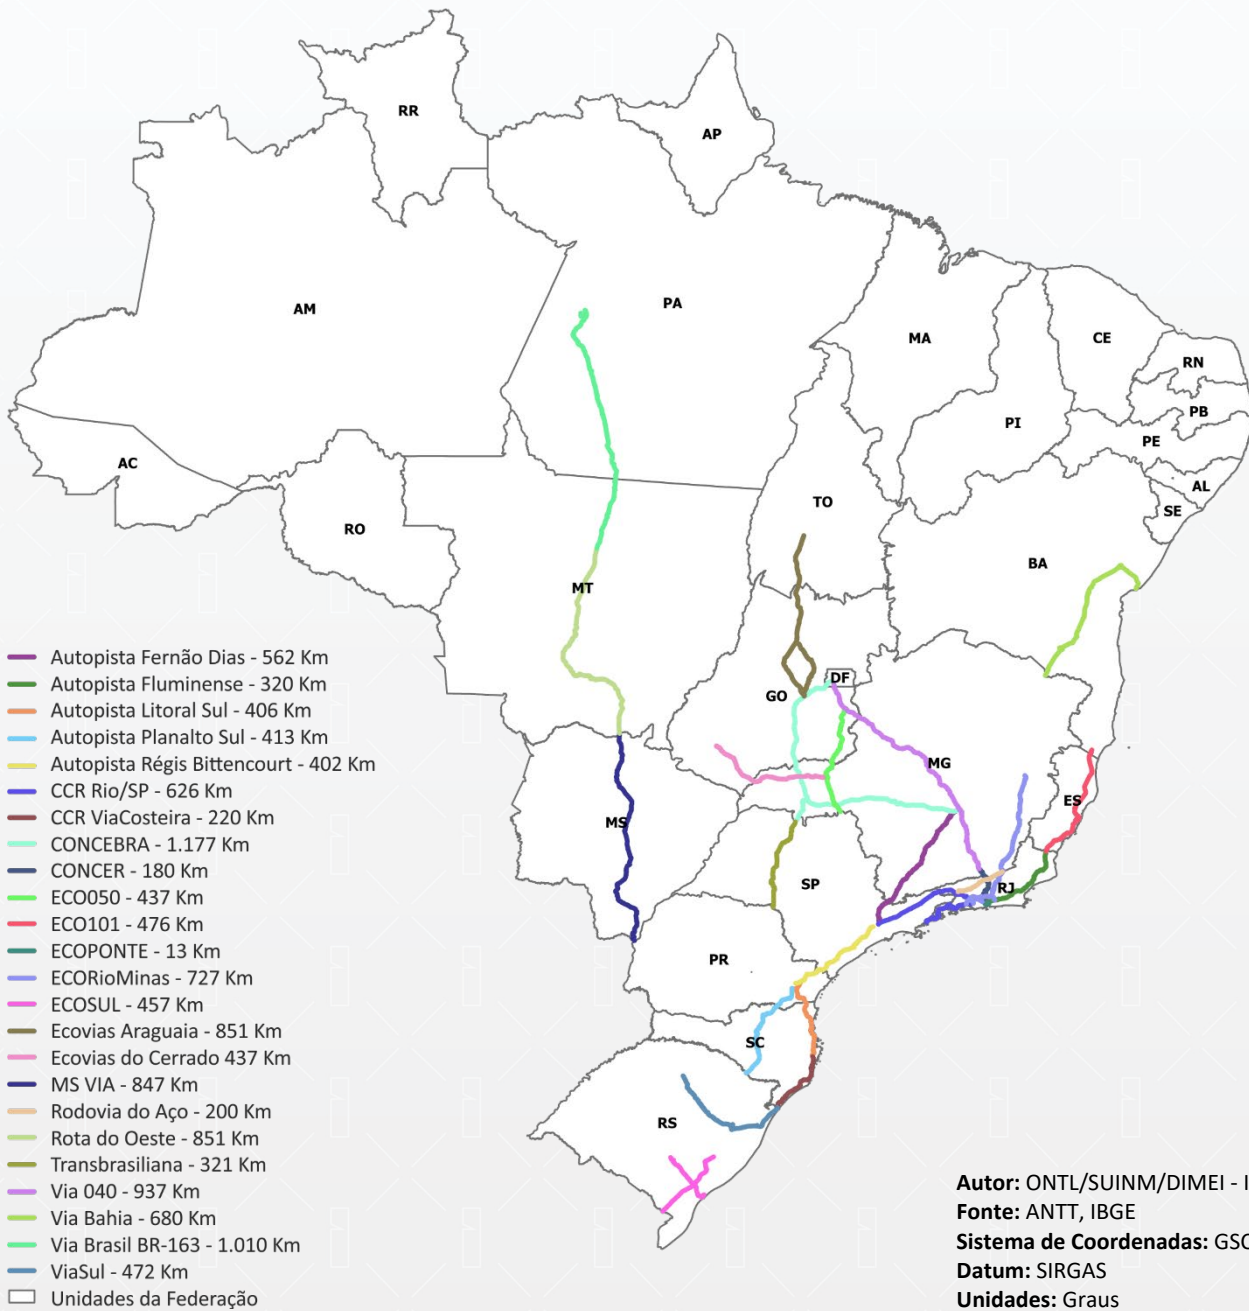 RR
AP
AM
PA
MA
CE
RN
PB
PI
PE
AC
AL
TO
SE
RO
BA
MT
DF
GO
MG
ES
MS
SP
RJ
PR
SC
RS
Autopista Fernão Dias - 562 Km
Autopista Fluminense - 320 Km
Autopista Litoral Sul - 406 Km
Autopista Planalto Sul - 413 Km
Autopista Régis Bittencourt - 402 Km
CCR Rio/SP - 626 Km
CCR ViaCosteira - 220 Km
CONCEBRA - 1.177 Km
CONCER - 180 Km
ECO050 - 437 Km
ECO101 - 476 Km
ECOPONTE - 13 Km
ECORioMinas - 727 Km
ECOSUL - 457 Km
Ecovias Araguaia - 851 Km
Ecovias do Cerrado 437 Km
MS VIA - 847 Km
Rodovia do Aço - 200 Km
Rota do Oeste - 851 Km
Transbrasiliana - 321 Km
Via 040 - 937 Km
Via Bahia - 680 Km
Via Brasil BR-163 - 1.010 Km
ViaSul - 472 Km
Unidades da Federação
Autor: ONTL/SUINM/DIMEI - I
Fonte: ANTT, IBGE
Sistema de Coordenadas: GSC
Datum: SIRGAS
Unidades: Graus